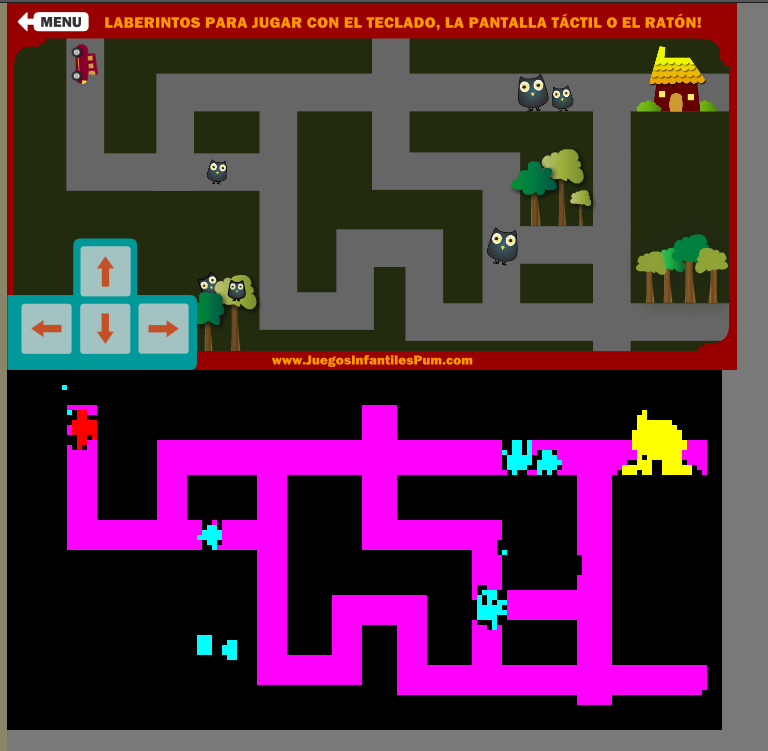 MENU
LABERINTOS PARA JUGAR CON EL TECLADO, LA PANTALLA TÁCTIL O EL RATÓN!
www.JuegosInfantilesPum.com